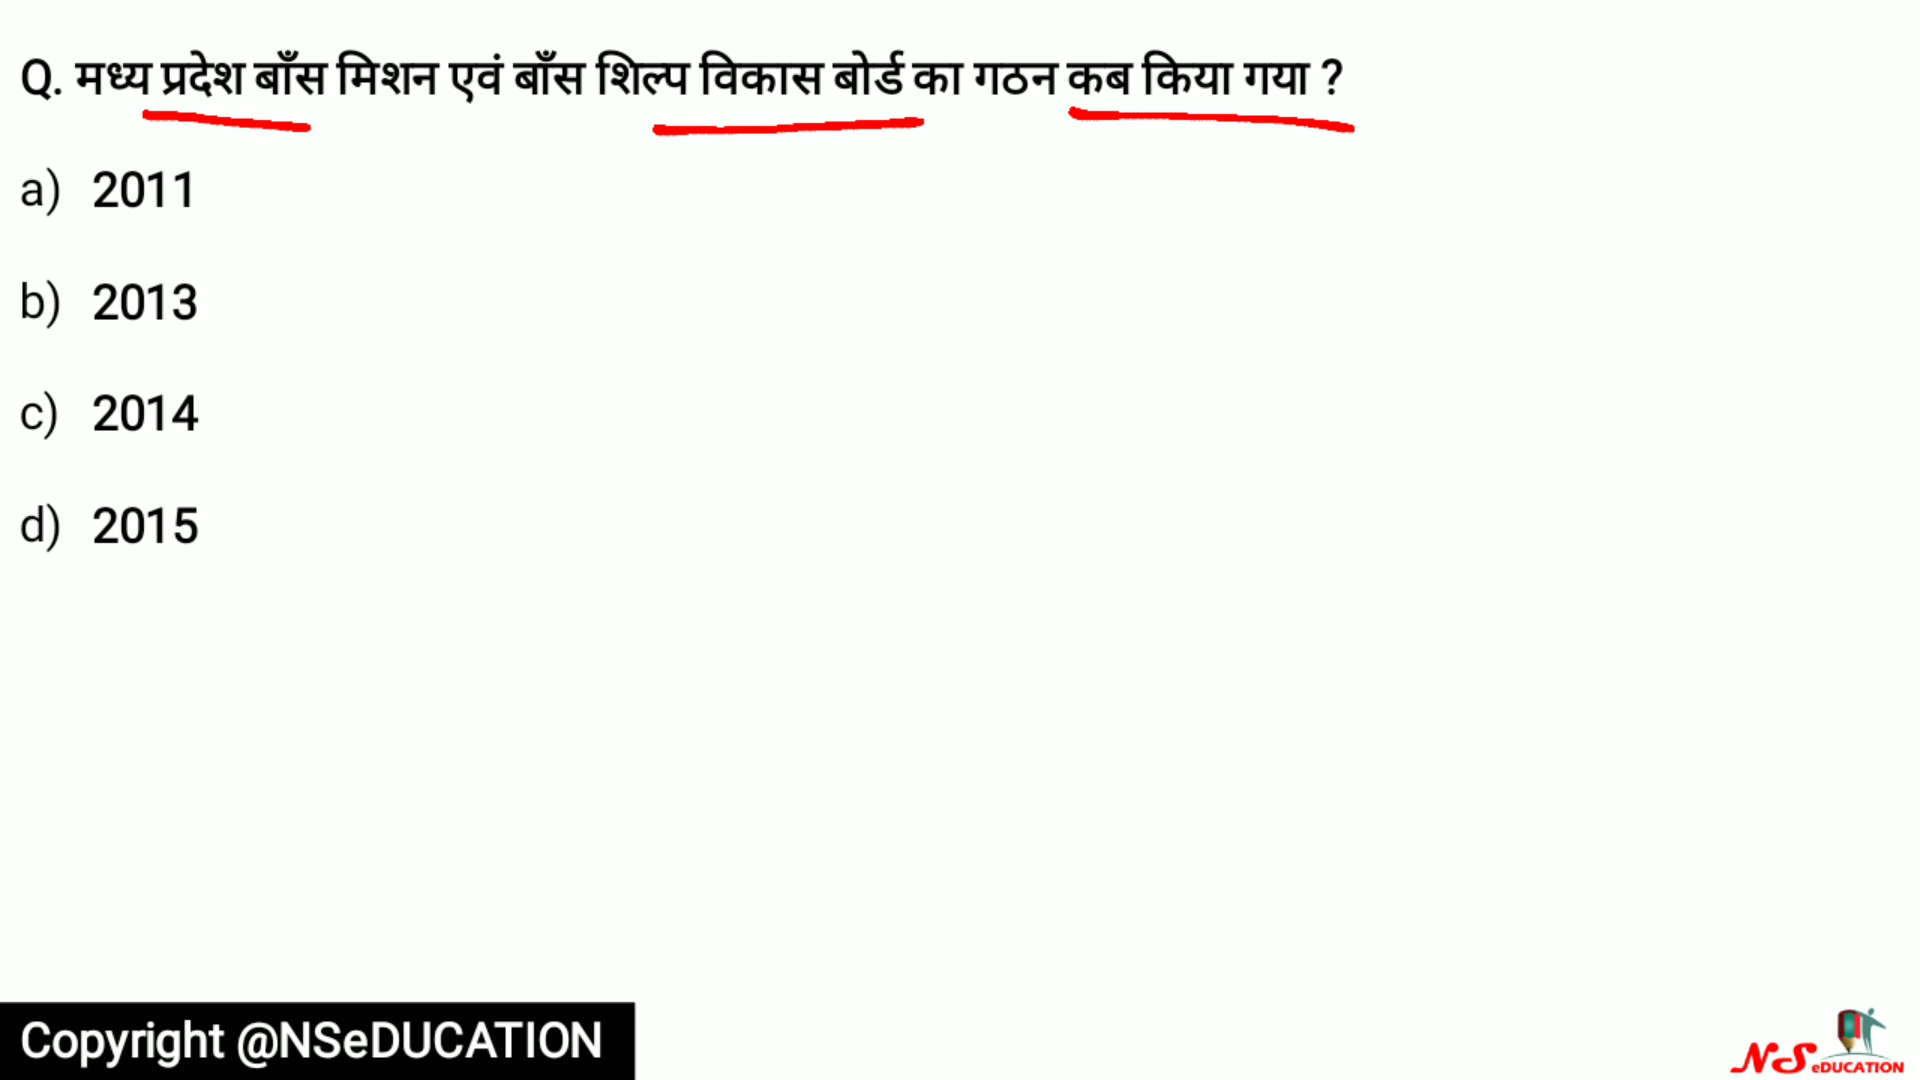 Q. मध्य प्रदेश बाँस मिशन एवं बाँस शिल्प विकास बोर्ड का गठन कब किया गया ?
a) 2011
b) 2013
c) 2014
d) 2015
Copyright @NSeDUCATION
NS eDUCATION